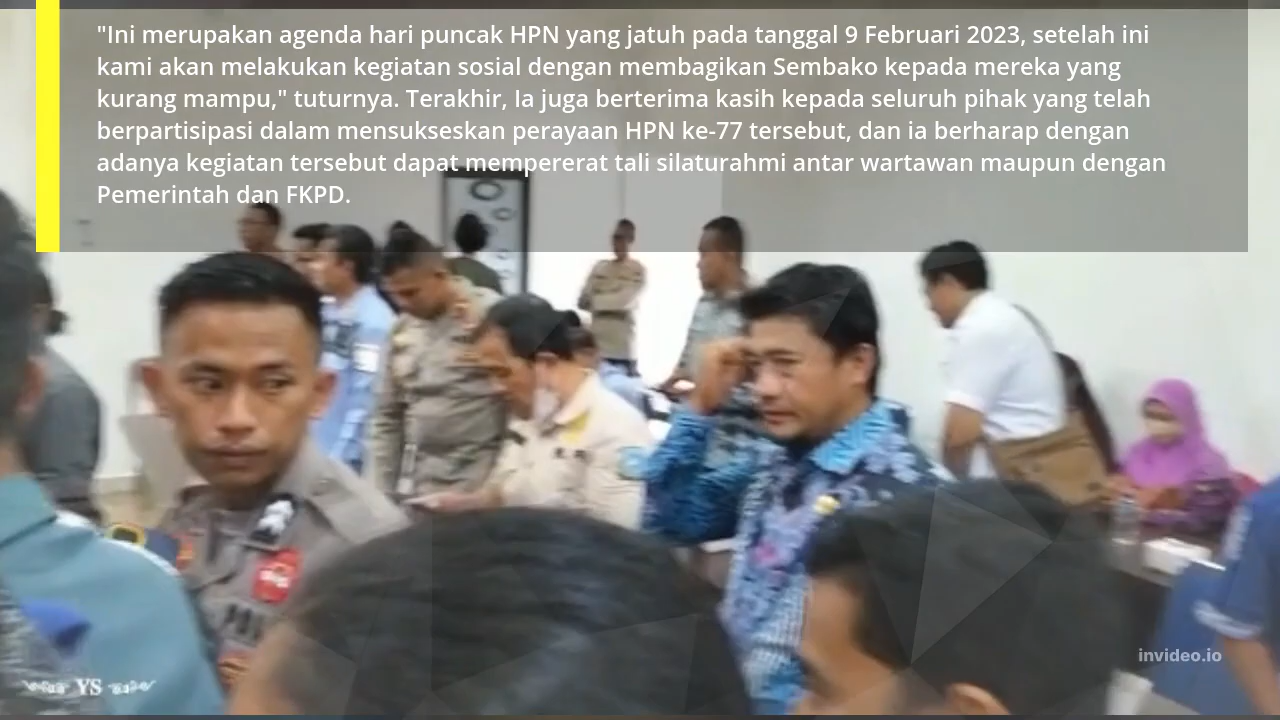 "Ini merupakan agenda hari puncak HPN yang jatuh pada tanggal 9 Februari 2023, setelah ini
kami akan melakukan kegiatan sosial dengan membagikan Sembako kepada mereka yang
kurang mampu," tuturnya. Terakhir, Ia juga berterima kasih kepada seluruh pihak yang telah
berpartisipasi dalam mensukseskan perayaan HPN ke-77 tersebut, dan ia berharap dengan
adanya kegiatan tersebut dapat mempererat tali silaturahmi antar wartawan maupun dengan
Pemerintah dan FKPD.
invideo.io
YS